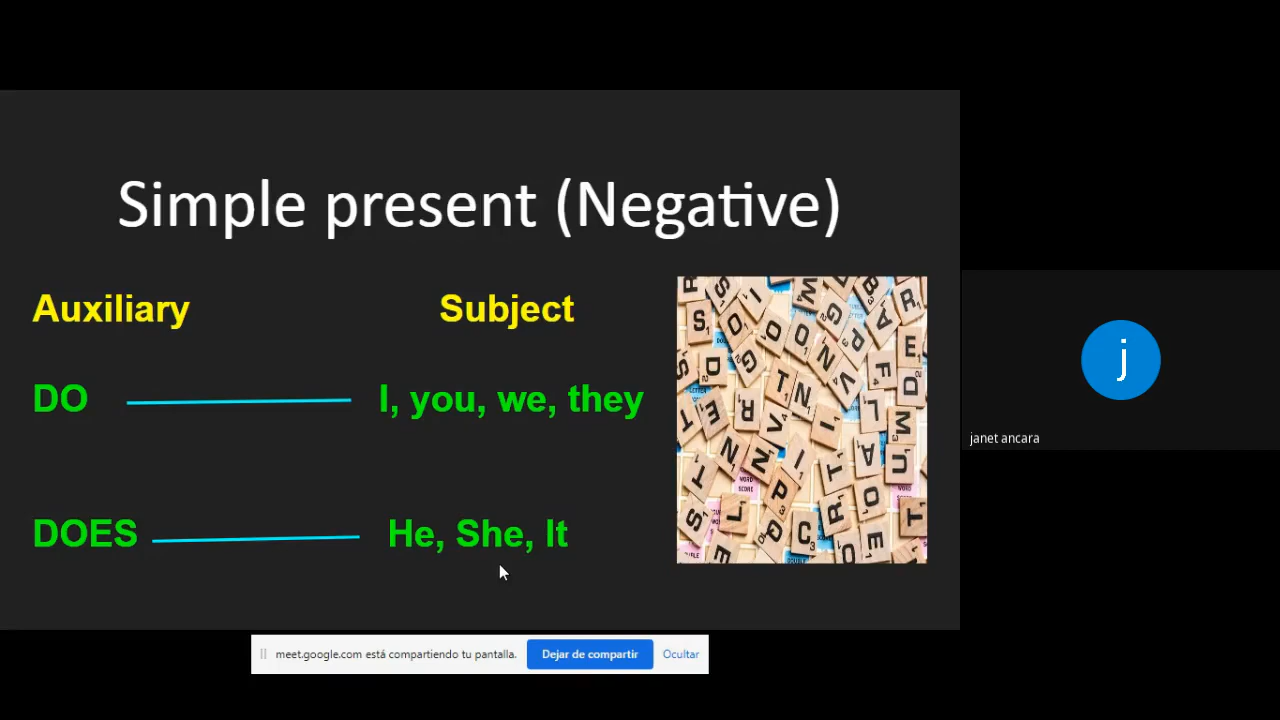 Simple present (Negative)
Auxiliary Subject
DO I, you, we, they
DOES He, She, It
j
janet ancara
meet.google.com está compartiendo tu pantalla. Dejar de compartir Ocultar